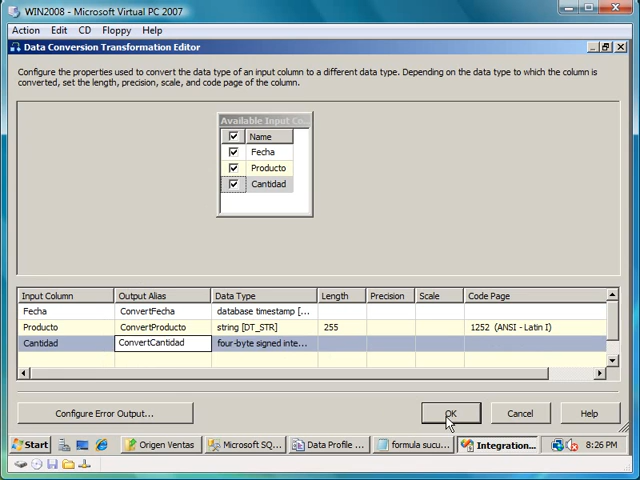 WIN2008 - Microsoft Virtual PC 2007
Action Edit CD Floppy Help
Data Conversion Transformation Editor
Configure the properties used to convert the data type of an input column to a different data type. Depending on the data type to which the column is
converted, set the length, precision, scale, and code page of the column.
Available Input Co...
Name
Fecha
Producto
Cantidad
Input Column Output Alias Data Type Length Precision Scale Code Page
Fecha ConvertFecha database timestamp [...
Producto ConvertProducto string [DT_STR] 255 1252 (ANSI - Latin I)
Cantidad ConvertCantidad four-byte signed inte...
Configure Error Output... OK Cancel Help
Start Origen Ventas Microsoft SQ... Data Profile ... formula sucu... Integration... 8:26 PM